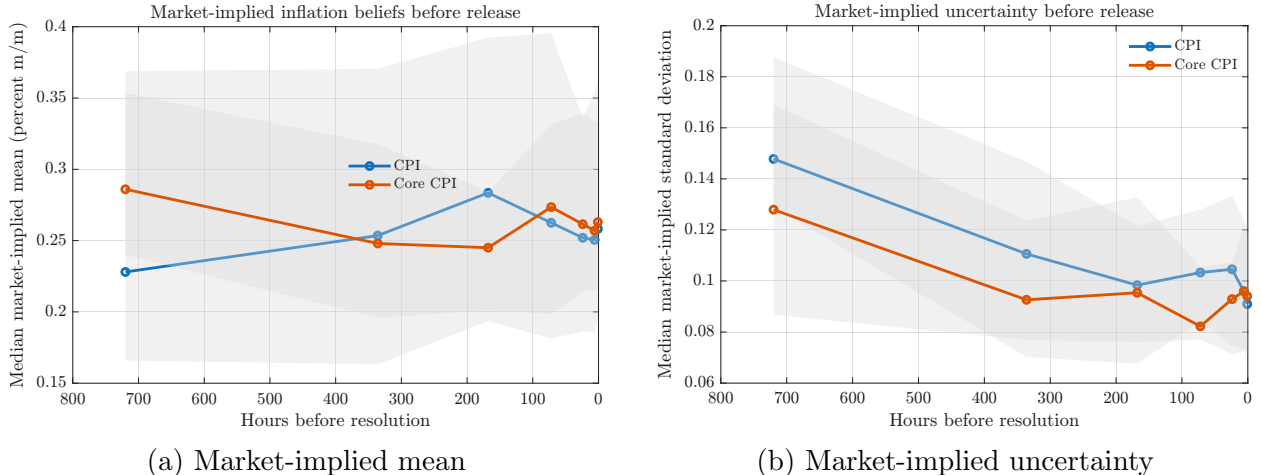 Market-implied inflation beliefs before release
Median market-implied mean (percent m/m)
0.4
0.35
0.3
0.25
0.2
0.15
CPI
Core CPI
800 700 600 500 400 300 200 100 0
Hours before resolution
(a) Market-implied mean
Market-implied uncertainty before release
Median market-implied standard deviation
0.2
0.18
0.16
0.14
0.12
0.1
0.08
0.06
CPI
Core CPI
800 700 600 500 400 300 200 100 0
Hours before resolution
(b) Market-implied uncertainty